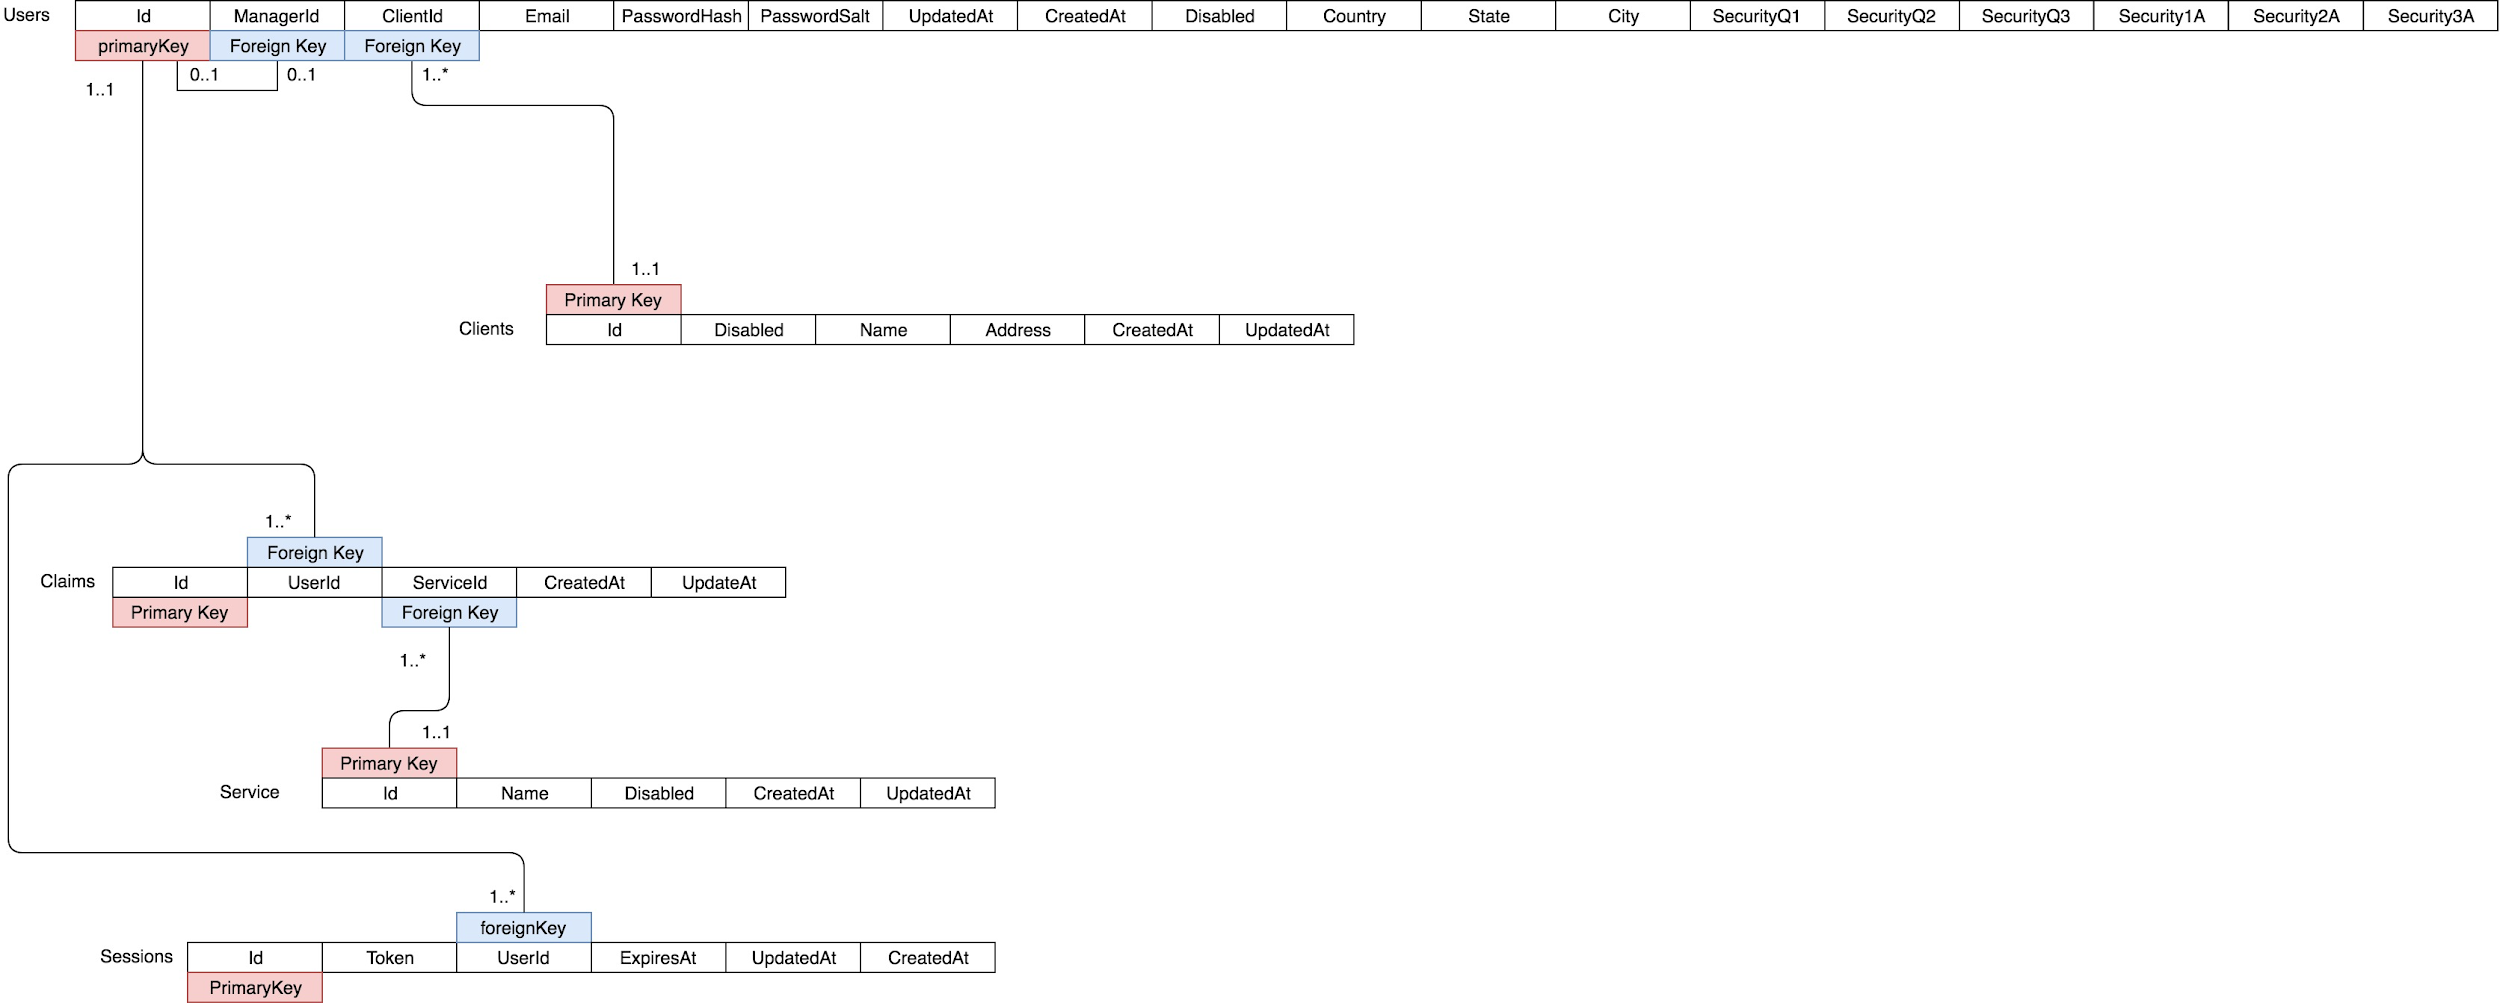 Users Id ManagerId ClientId Email PasswordHash PasswordSalt UpdatedAt CreatedAt Disabled Country State City SecurityQ1 SecurityQ2 SecurityQ3 Security1A Security2A Security3A
primaryKey Foreign Key Foreign Key
0..1 0..1 1..*
1..1
1..1
Primary Key
Clients Id Disabled Name Address CreatedAt UpdatedAt
1..*
Foreign Key
Claims Id UserId ServiceId CreatedAt UpdateAt
Primary Key Foreign Key
1..*
1..1
Primary Key
Service Id Name Disabled CreatedAt UpdatedAt
1..*
foreignKey
Sessions Id Token UserId ExpiresAt UpdatedAt CreatedAt
PrimaryKey